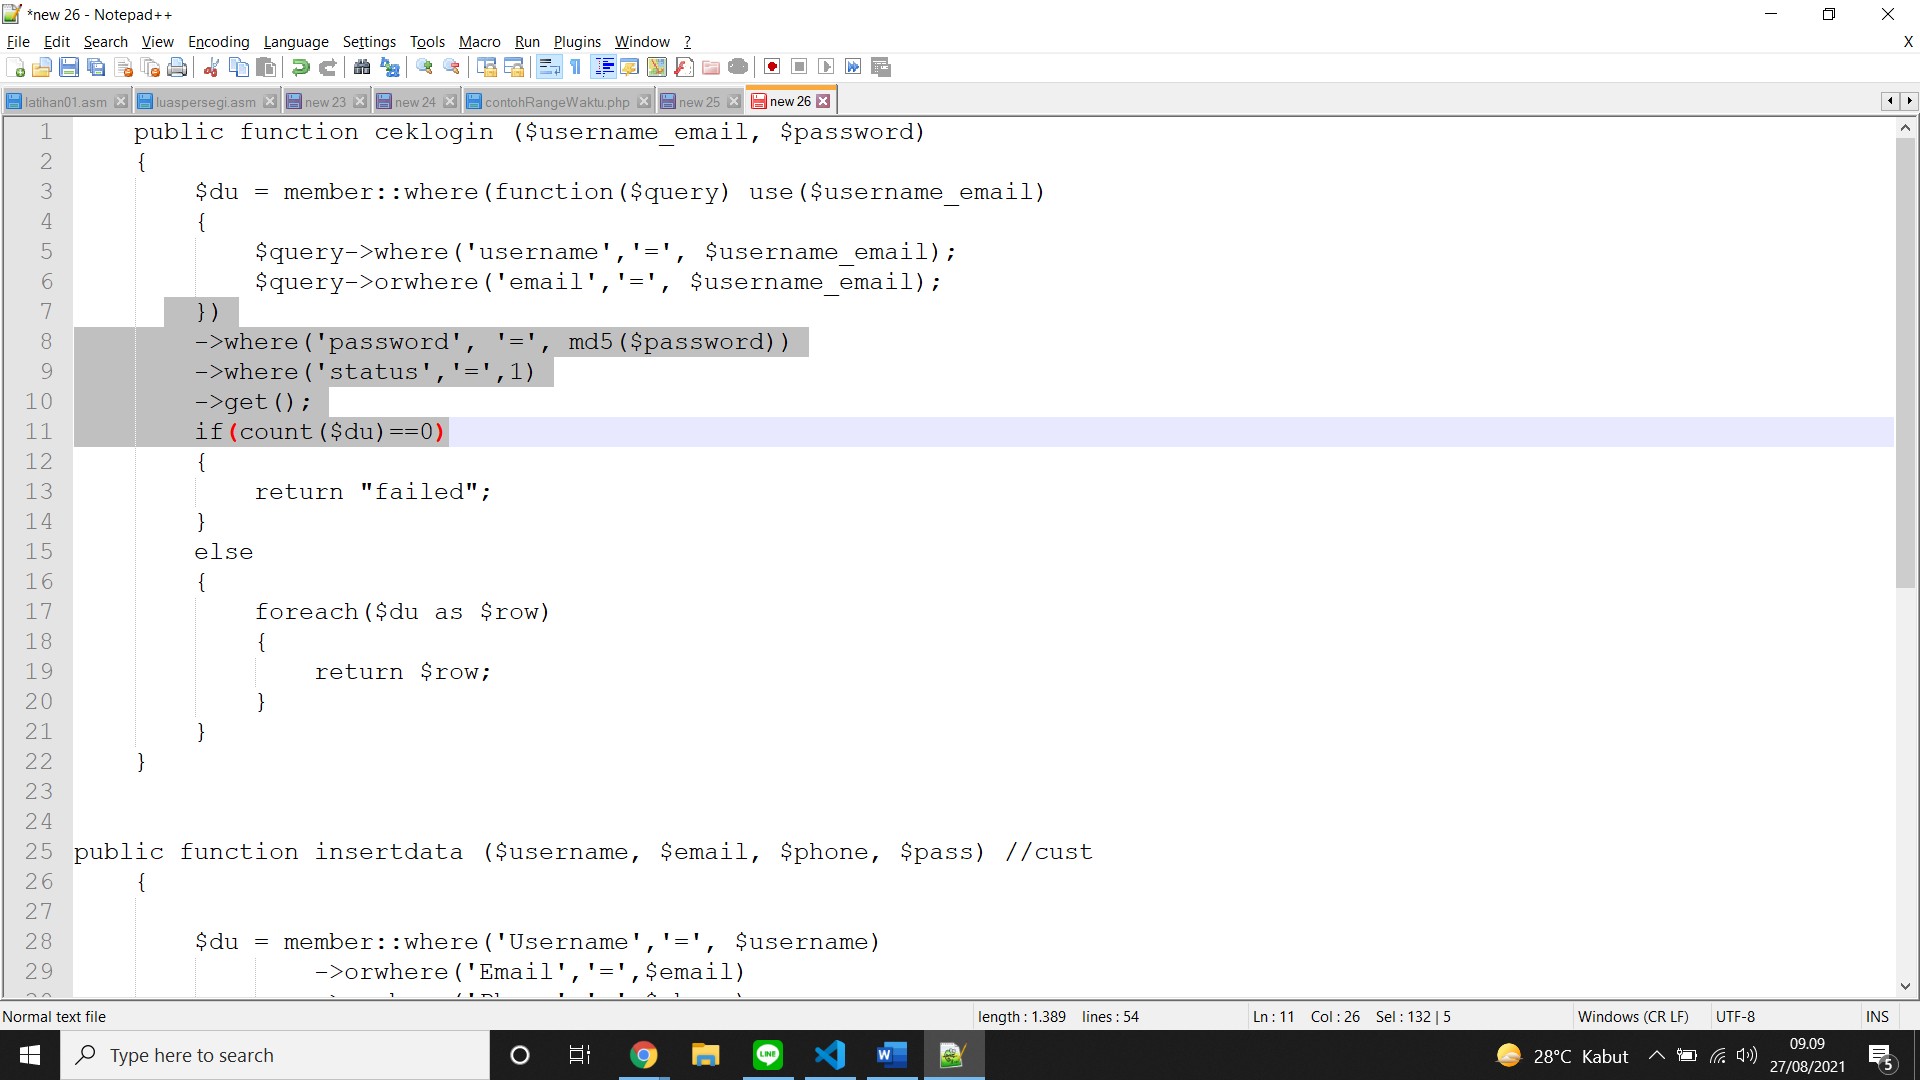 *new 26 - Notepad++
File Edit Search View Encoding Language Settings Tools Macro Run Plugins Window ? X
latihan01.asm luaspersegi.asm new 23 new 24 contohRangeWaktu.php new 25 new 26
1 public function ceklogin ($username_email, $password)
2 {
3 $du = member::where(function($query) use($username_email)
4 {
5 $query->where('username','=', $username_email);
6 $query->orwhere('email','=', $username_email);
7 })
8 ->where('password', '=', md5($password))
9 ->where('status','=',1)
10 ->get();
11 if(count($du)==0)
12 {
13 return "failed";
14 }
15 else
16 {
17 foreach($du as $row)
18 {
19 return $row;
20 }
21 }
22 }
23
24
25 public function insertdata ($username, $email, $phone, $pass) //cust
26 {
27
28 $du = member::where('Username','=', $username)
29 ->orwhere('Email','=',$email)
Normal text file length : 1.389 lines : 54 Ln : 11 Col : 26 Sel : 132 | 5 Windows (CR LF) UTF-8 INS
Type here to search LINE W 28°C Kabut 09.09
27/08/2021 5